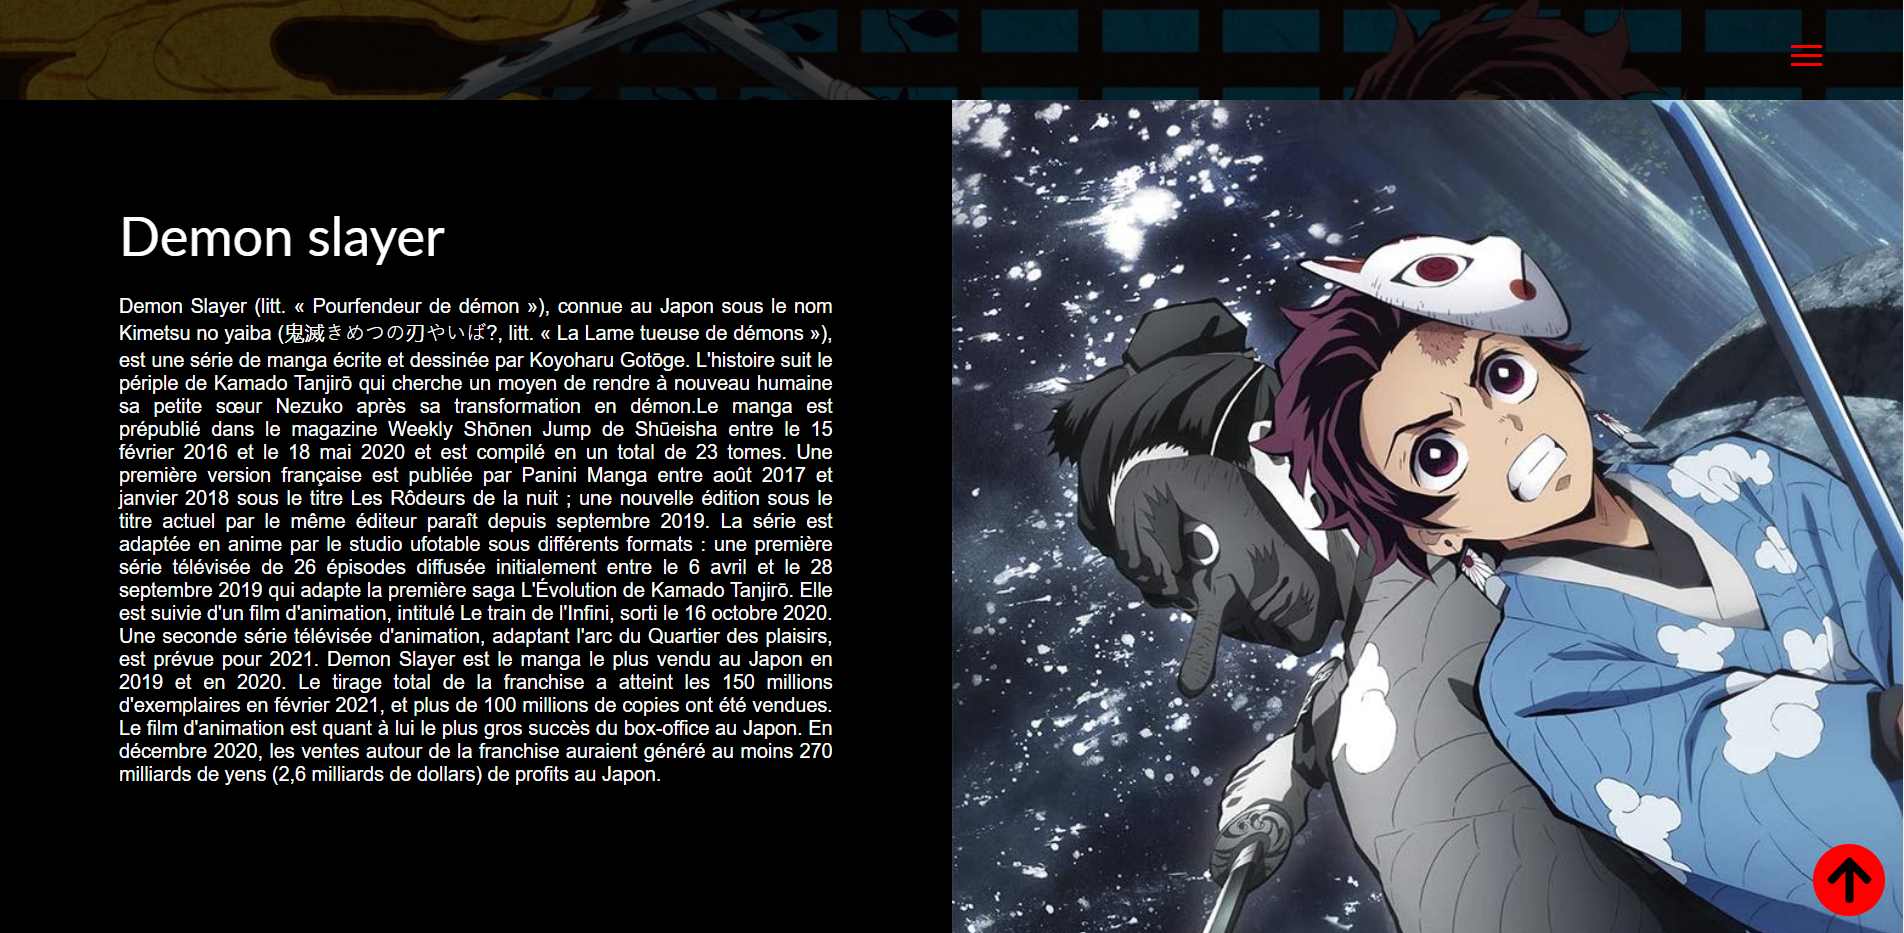 Demon slayer
Demon Slayer (litt. « Pourfendeur de démon »), connue au Japon sous le nom
Kimetsu no yaiba (鬼滅きめつの刃やいば?, litt. « La Lame tueuse de démons »),
est une série de manga écrite et dessinée par Koyoharu Gotōge. L'histoire suit le
périple de Kamado Tanjirō qui cherche un moyen de rendre à nouveau humaine
sa petite sœur Nezuko après sa transformation en démon.Le manga est
prépublié dans le magazine Weekly Shōnen Jump de Shūeisha entre le 15
février 2016 et le 18 mai 2020 et est compilé en un total de 23 tomes. Une
première version française est publiée par Panini Manga entre août 2017 et
janvier 2018 sous le titre Les Rôdeurs de la nuit ; une nouvelle édition sous le
titre actuel par le même éditeur paraît depuis septembre 2019. La série est
adaptée en anime par le studio ufotable sous différents formats : une première
série télévisée de 26 épisodes diffusée initialement entre le 6 avril et le 28
septembre 2019 qui adapte la première saga L'Évolution de Kamado Tanjirō. Elle
est suivie d'un film d'animation, intitulé Le train de l'Infini, sorti le 16 octobre 2020.
Une seconde série télévisée d'animation, adaptant l'arc du Quartier des plaisirs,
est prévue pour 2021. Demon Slayer est le manga le plus vendu au Japon en
2019 et en 2020. Le tirage total de la franchise a atteint les 150 millions
d'exemplaires en février 2021, et plus de 100 millions de copies ont été vendues.
Le film d'animation est quant à lui le plus gros succès du box-office au Japon. En
décembre 2020, les ventes autour de la franchise auraient généré au moins 270
milliards de yens (2,6 milliards de dollars) de profits au Japon.